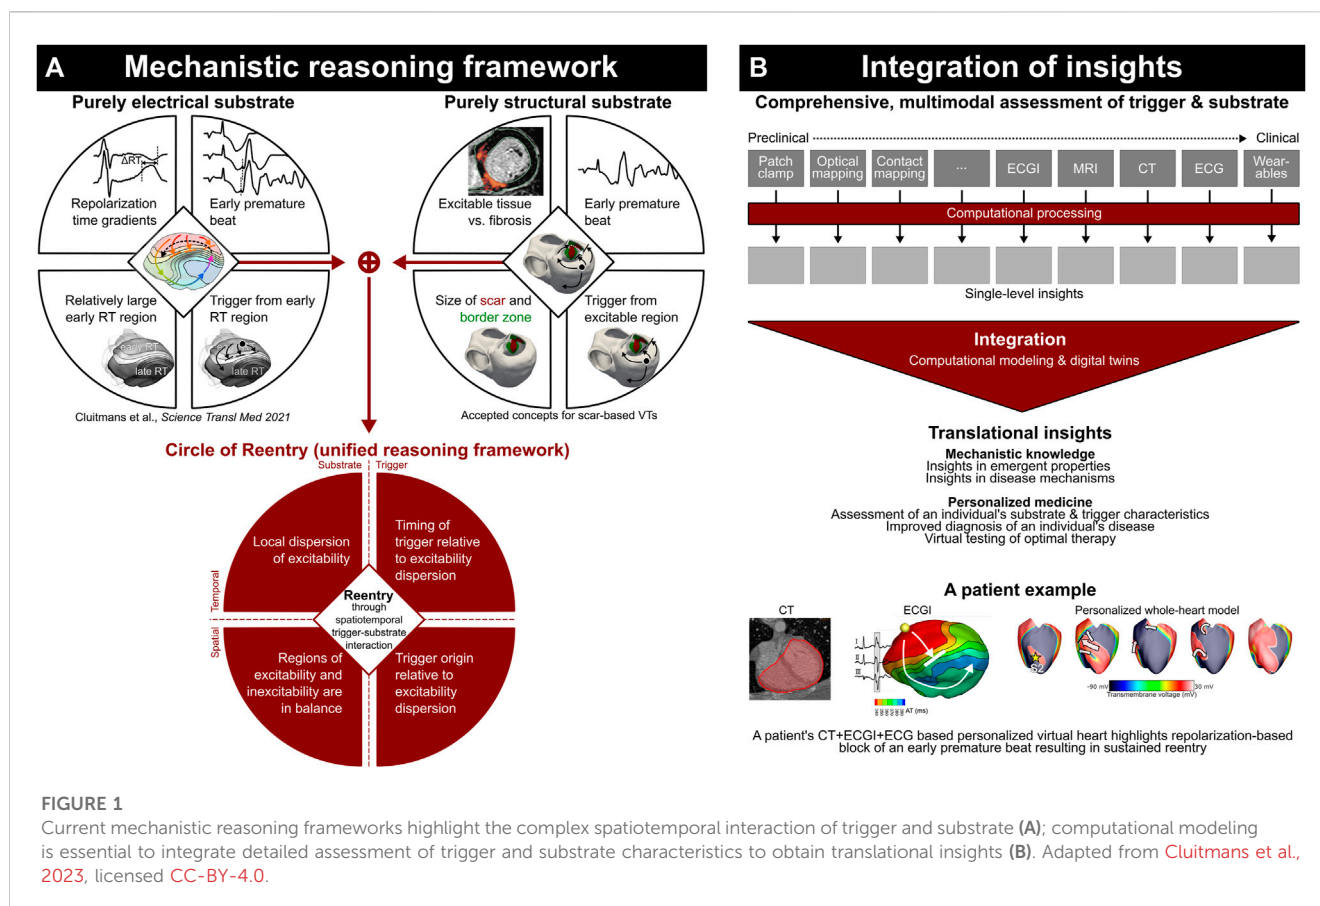 A Mechanistic reasoning framework
Purely electrical substrate
Purely structural substrate
ΔRT
Repolarization
time gradients
Early premature
beat
Excitable tissue
vs. fibrosis
Early premature
beat
Relatively large
early RT region
early RT
late RT
Trigger from early
RT region
late RT
Size of scar and
border zone
Trigger from
excitable region
Cluitmans et al., Science Transl Med 2021
Accepted concepts for scar-based VTs
Circle of Reentry (unified reasoning framework)
Substrate
Trigger
Temporal
Spatial
Local dispersion
of excitability
Timing of
trigger relative
to excitability
dispersion
Reentry
through
spatiotemporal
trigger-substrate
interaction
Regions of
excitability and
inexcitability are
in balance
Trigger origin
relative to
excitability
dispersion
B Integration of insights
Comprehensive, multimodal assessment of trigger & substrate
Preclinical
Clinical
Patch
clamp
Optical
mapping
Contact
mapping
...
ECGI
MRI
CT
ECG
Wear-
ables
Computational processing
Single-level insights
Integration
Computational modeling & digital twins
Translational insights
Mechanistic knowledge
Insights in emergent properties
Insights in disease mechanisms
Personalized medicine
Assessment of an individual's substrate & trigger characteristics
Improved diagnosis of an individual's disease
Virtual testing of optimal therapy
A patient example
CT
ECGI
Personalized whole-heart model
I
II
III
AT (ms)
S2
-90 mV
30 mV
Transmembrane voltage (mV)
A patient's CT+ECGI+ECG based personalized virtual heart highlights repolarization-based
block of an early premature beat resulting in sustained reentry
FIGURE 1
Current mechanistic reasoning frameworks highlight the complex spatiotemporal interaction of trigger and substrate (A); computational modeling
is essential to integrate detailed assessment of trigger and substrate characteristics to obtain translational insights (B). Adapted from Cluitmans et al.,
2023, licensed CC-BY-4.0.